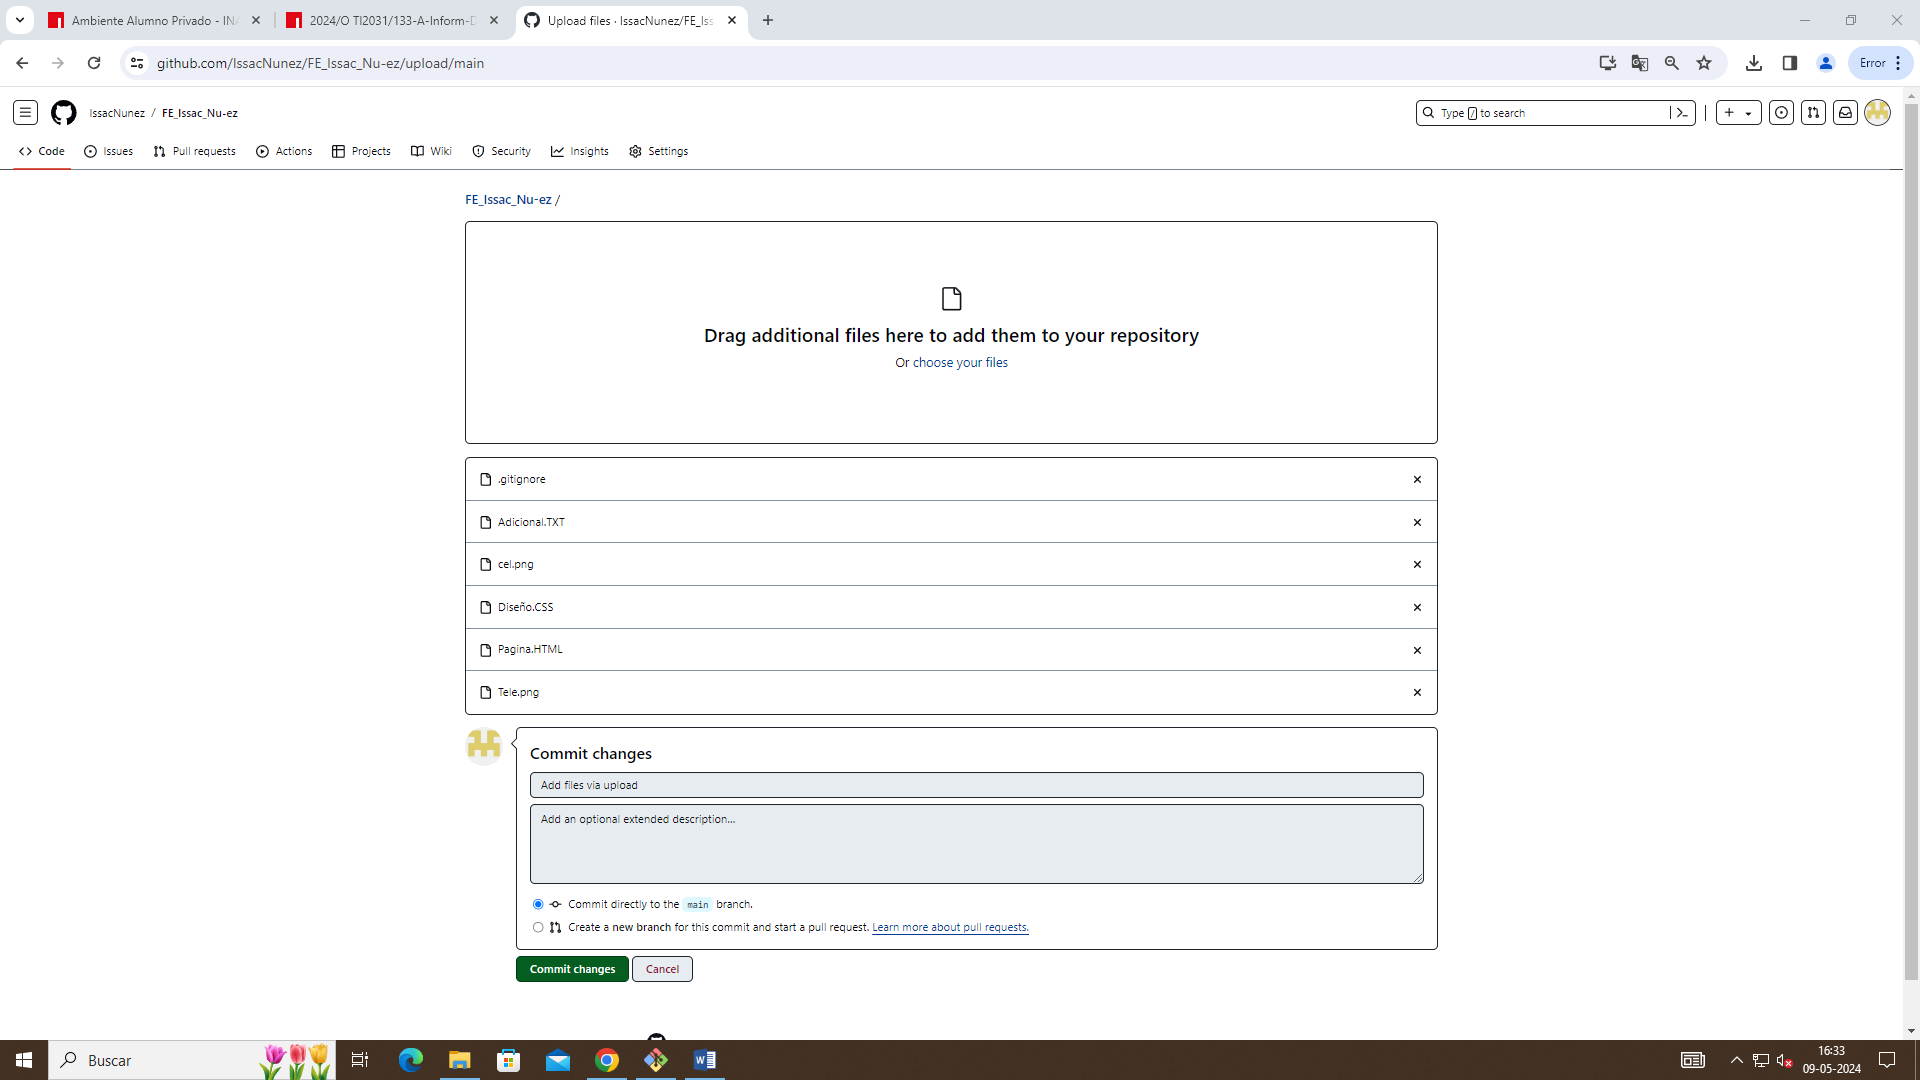 Ambiente Alumno Privado - INA
2024/O TI2031/133-A-Inform-D
Upload files · IssacNunez/FE_Iss
github.com/IssacNunez/FE_Issac_Nu-ez/upload/main
Error
IssacNunez / FE_Issac_Nu-ez
Type / to search
Code
Issues
Pull requests
Actions
Projects
Wiki
Security
Insights
Settings
FE_Issac_Nu-ez /
Drag additional files here to add them to your repository
Or choose your files
.gitignore
Adicional.TXT
cel.png
Diseño.CSS
Pagina.HTML
Tele.png
Commit changes
Add files via upload
Add an optional extended description...
Commit directly to the main branch.
Create a new branch for this commit and start a pull request. Learn more about pull requests.
Commit changes
Cancel
Buscar
16:33
09-05-2024